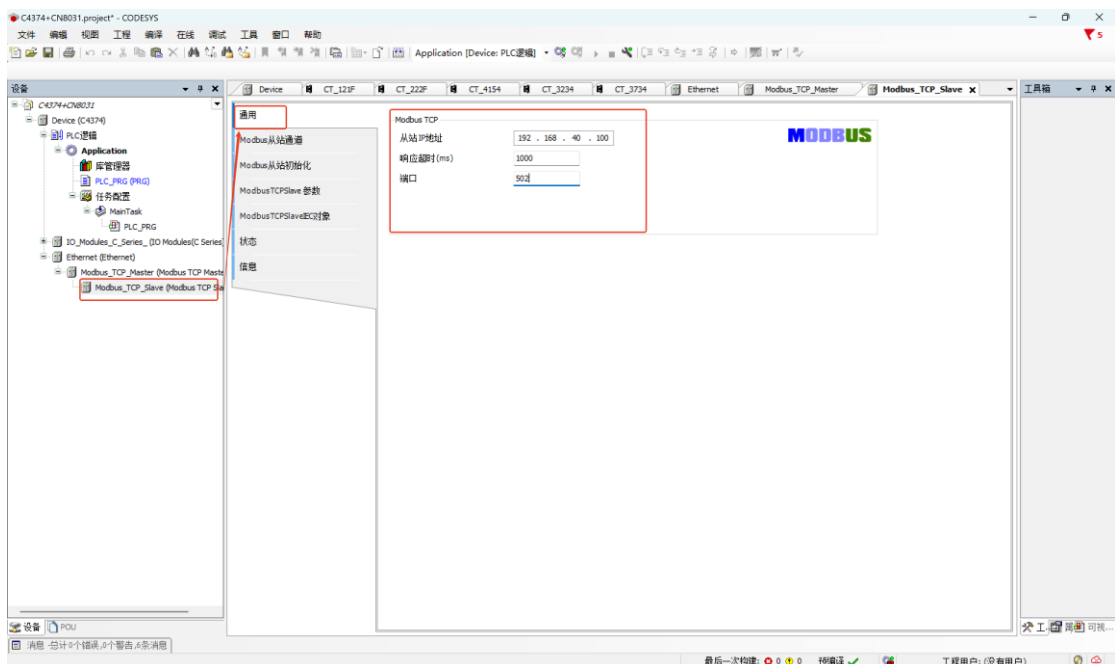 C4374+CN8031.project* - CODESYS
文件 编辑 视图 工程 编译 在线 调试 工具 窗口 帮助
5
Application [Device: PLC逻辑]
设备
C4374+CN8031
Device (C4374)
PLC逻辑
Application
库管理器
PLC_PRG (PRG)
任务配置
MainTask
PLC_PRG
IO_Modules_C_Series_ (IO Modules(C Series
Ethernet (Ethernet)
Modbus_TCP_Master (Modbus TCP Maste
Modbus_TCP_Slave (Modbus TCP Sla
设备 POU
Device CT_121F CT_222F CT_4154 CT_3234 CT_3734 Ethernet Modbus_TCP_Master Modbus_TCP_Slave
通用
Modbus从站通道
Modbus从站初始化
ModbusTCPSlave 参数
ModbusTCPSlaveIEC对象
状态
信息
Modbus TCP
从站IP地址 192 . 168 . 40 . 100
响应超时(ms) 1000
端口 502
MODBUS
工具箱
工. 属 可视...
消息 -总计0个错误,0个警告,6条消息
最后一次构建: 0 0 预编译 工程用户: (没有用户)